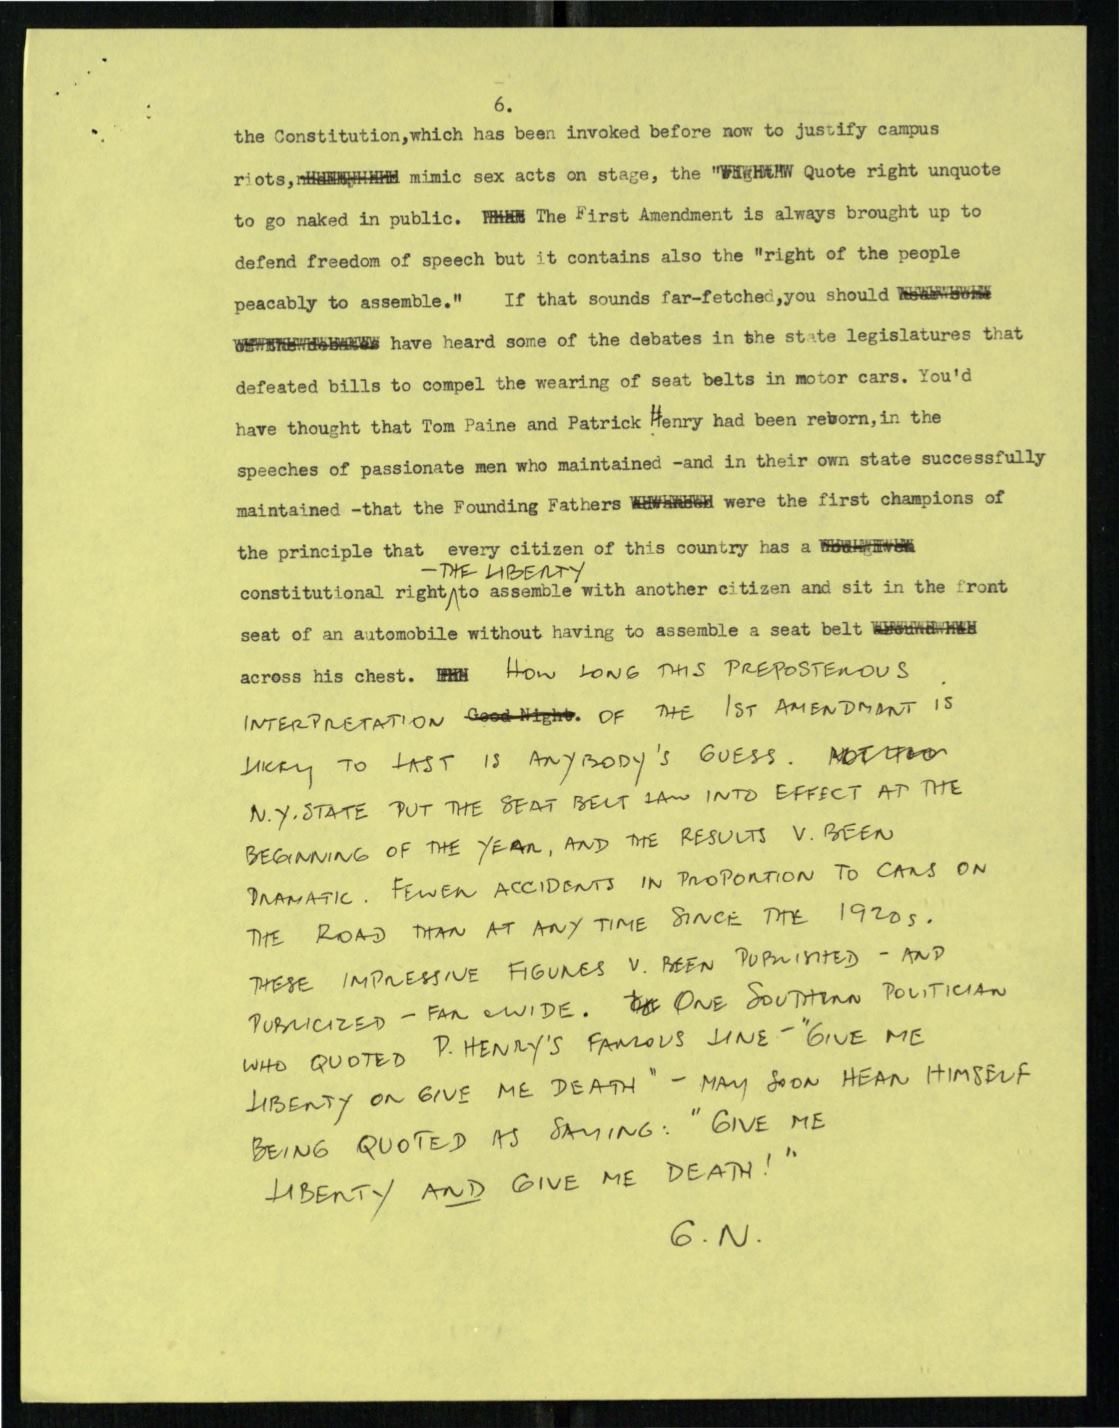 6.
the Constitution,which has been invoked before now to justify campus
riots, mimic sex acts on stage, the " Quote right unquote
to go naked in public. The First Amendment is always brought up to
defend freedom of speech but it contains also the "right of the people
peacably to assemble." If that sounds far-fetched,you should
have heard some of the debates in the state legislatures that
defeated bills to compel the wearing of seat belts in motor cars. You'd
have thought that Tom Paine and Patrick Henry had been reborn,in the
speeches of passionate men who maintained -and in their own state successfully
maintained -that the Founding Fathers were the first champions of
the principle that every citizen of this country has a
-THE LIBERTY
constitutional right to assemble with another citizen and sit in the front
seat of an automobile without having to assemble a seat belt
across his chest. HOW LONG THIS PREPOSTEROUS
INTERPRETATION Good Night. OF THE 1ST AMENDMANT IS
LIKELY TO LAST IS ANYBODY'S GUESS.
N.Y. STATE PUT THE SEAT BELT LAW INTO EFFECT AT THE
BEGINNING OF THE YEAR, AND THE RESULTS V. BEEN
DRAMATIC. FEWER ACCIDENTS IN PROPORTION TO CARS ON
THE ROAD THAN AT ANY TIME SINCE THE 1920s.
THESE IMPRESSIVE FIGURES V. BEEN PUBLISHED - AND
PUBLICIZED - FAR & WIDE. ONE SOUTHERN POLITICIAN
WHO QUOTED P. HENRY'S FAMOUS LINE - "GIVE ME
LIBERTY OR GIVE ME DEATH" - MAY SOON HEAR HIMSELF
BEING QUOTED AS SAYING: "GIVE ME
LIBERTY AND GIVE ME DEATH!"
G.N.